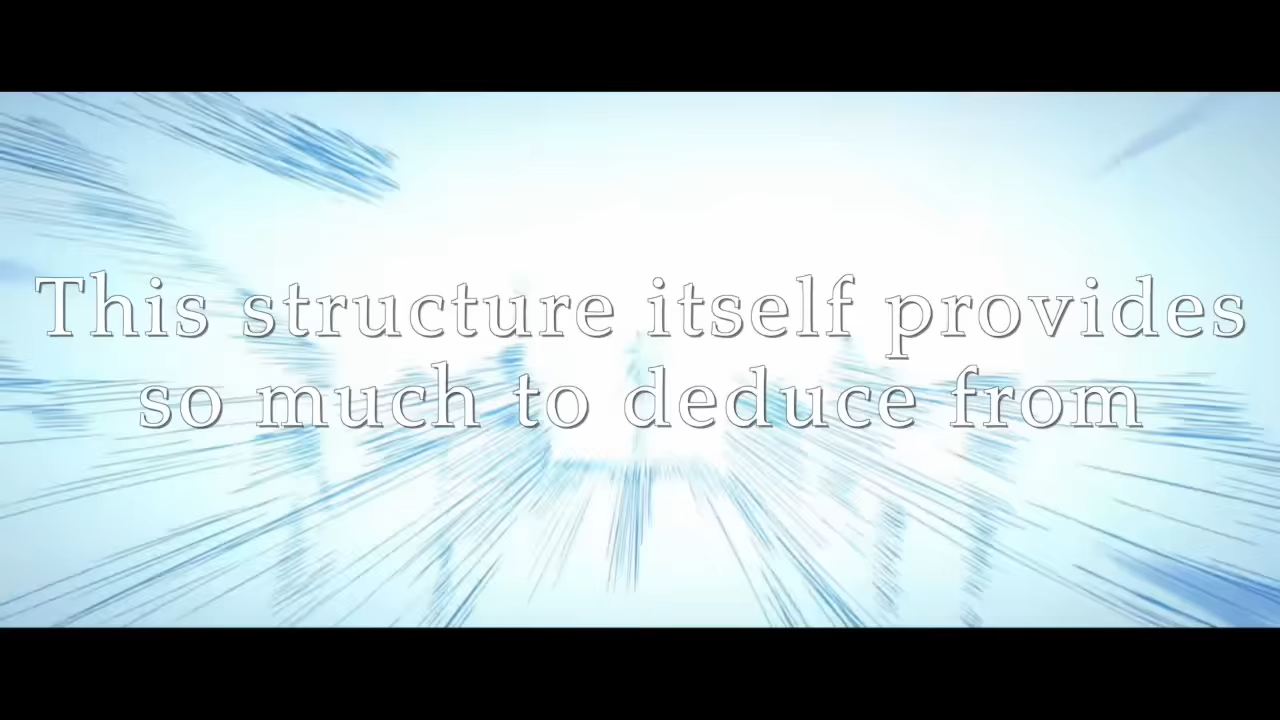 This structure itself provides
so much to deduce from